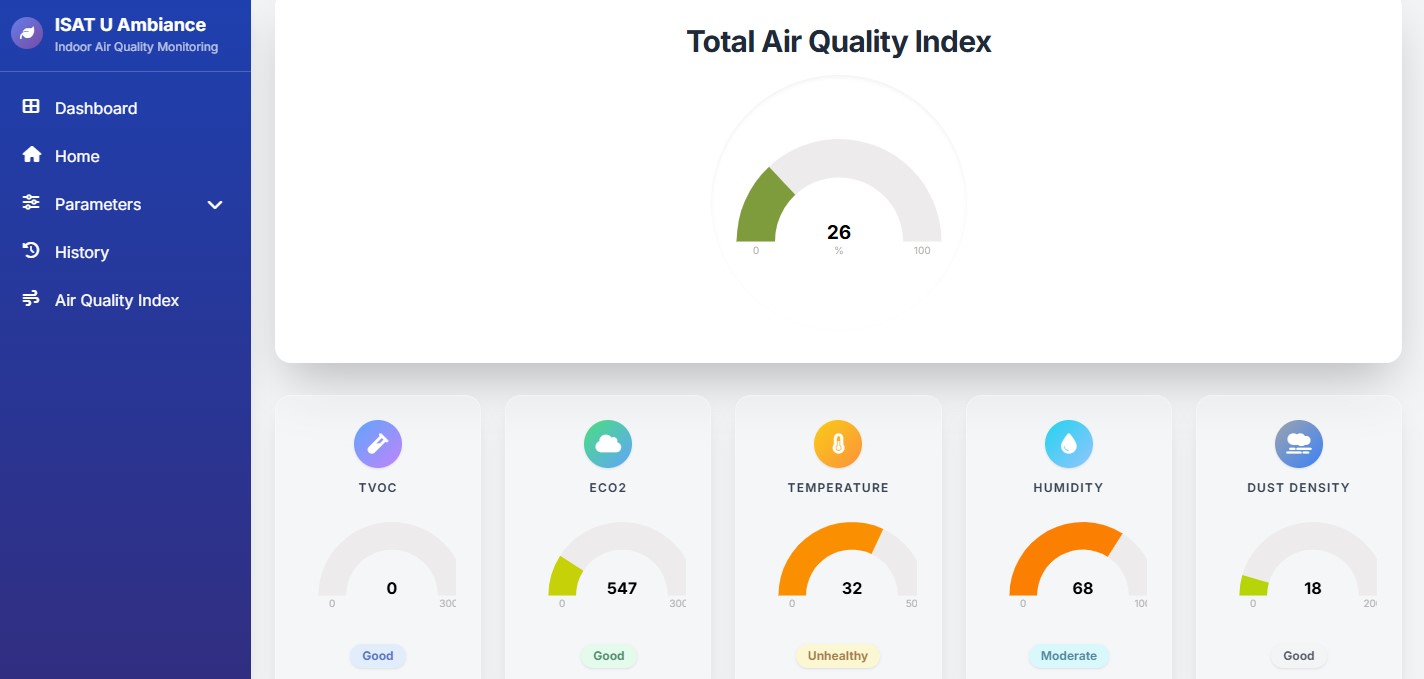 ISAT U Ambiance
Indoor Air Quality Monitoring
Dashboard
Home
Parameters
History
Air Quality Index
Total Air Quality Index
26
0 % 100
TVOC ECO2 TEMPERATURE HUMIDITY DUST DENSITY
0 547 32 68 18
0 300 0 300 0 50 0 10 0 20
Good Good Unhealthy Moderate Good